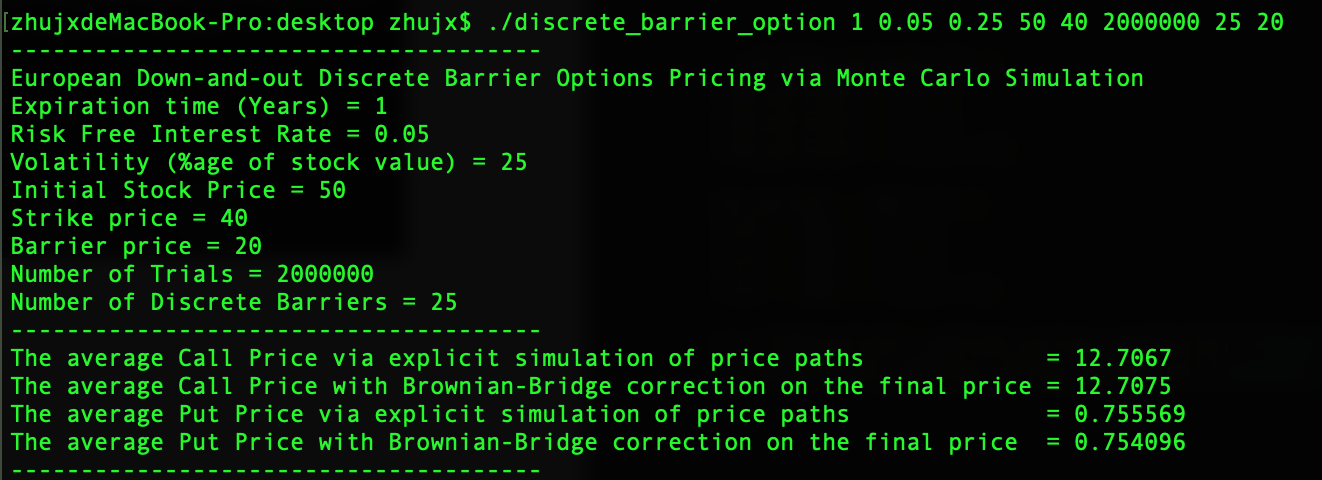 [zhujxdeMacBook-Pro:desktop zhujx$ ./discrete_barrier_option 1 0.05 0.25 50 40 2000000 25 20
--------------------------------------
European Down-and-out Discrete Barrier Options Pricing via Monte Carlo Simulation
Expiration time (Years) = 1
Risk Free Interest Rate = 0.05
Volatility (%age of stock value) = 25
Initial Stock Price = 50
Strike price = 40
Barrier price = 20
Number of Trials = 2000000
Number of Discrete Barriers = 25
--------------------------------------
The average Call Price via explicit simulation of price paths             = 12.7067
The average Call Price with Brownian-Bridge correction on the final price = 12.7075
The average Put Price via explicit simulation of price paths              = 0.755569
The average Put Price with Brownian-Bridge correction on the final price  = 0.754096
--------------------------------------